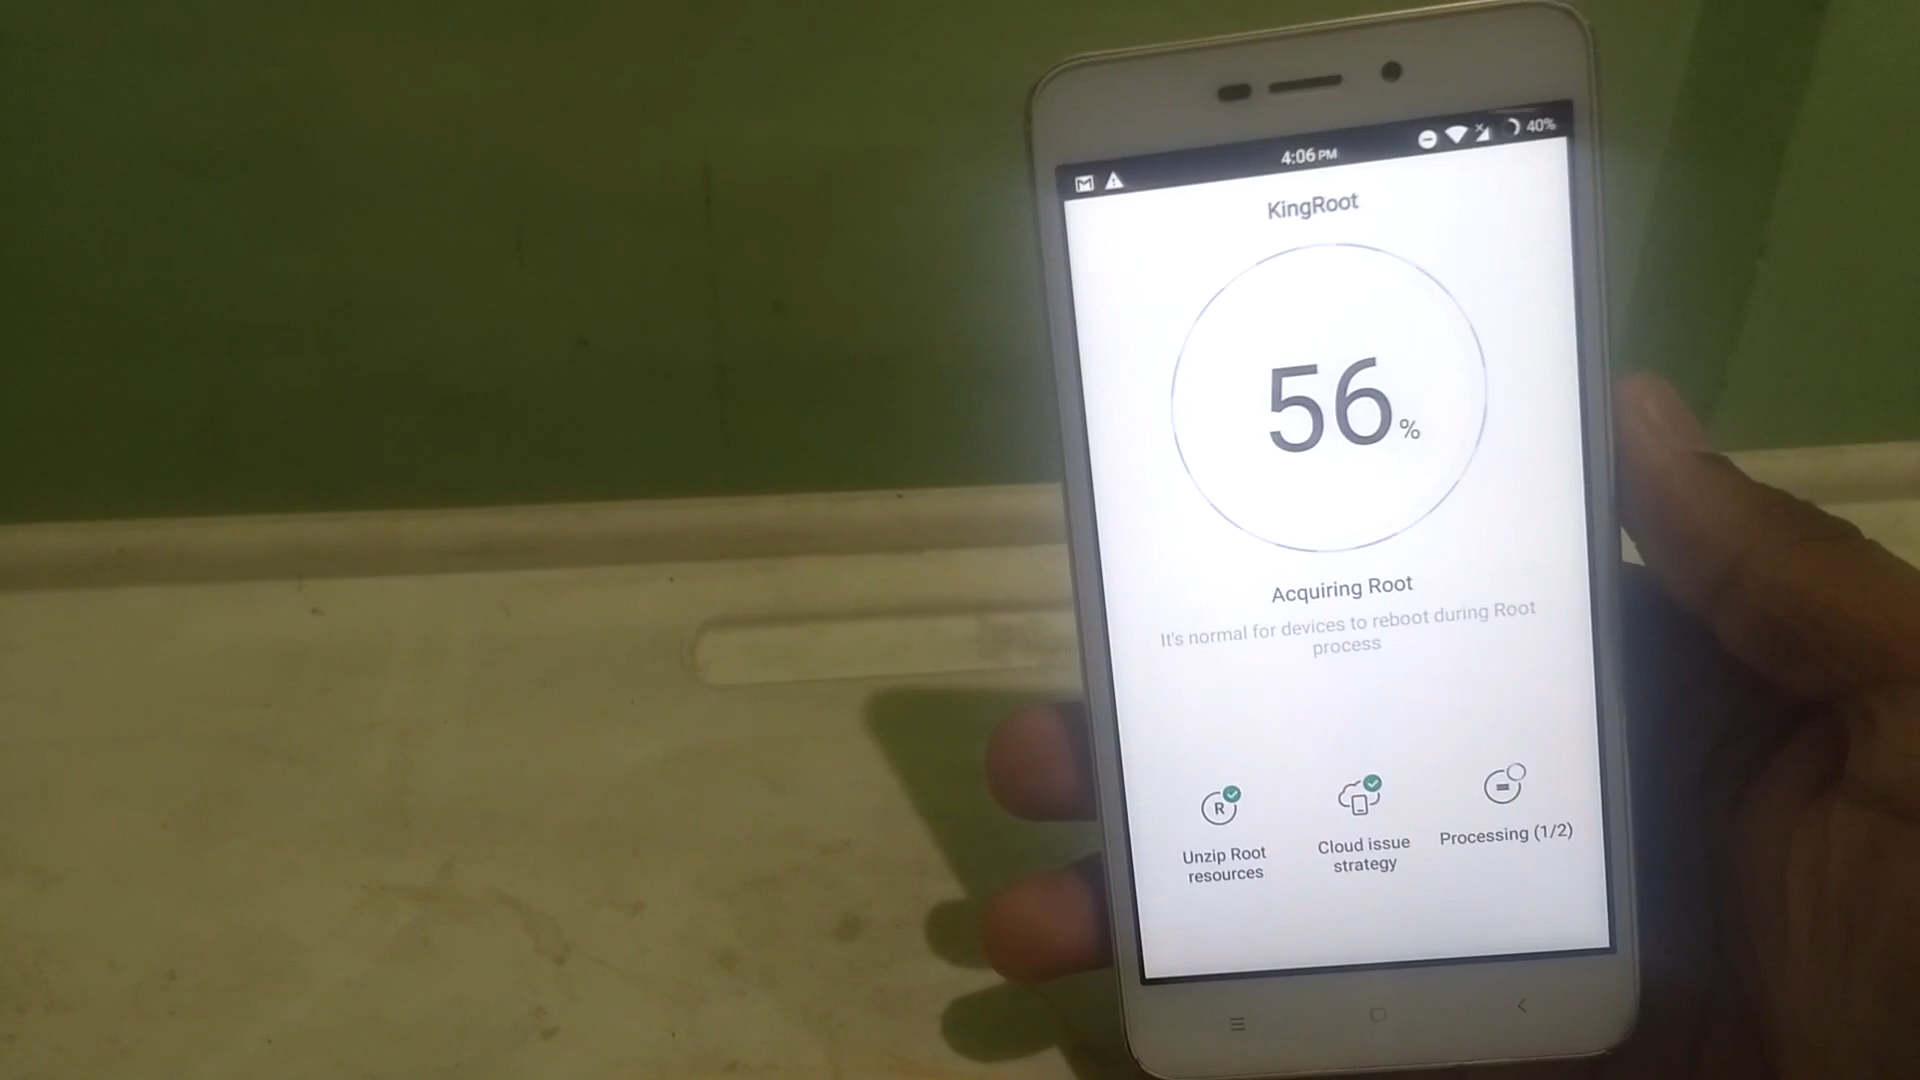 4:06 PM
40%
KingRoot
56%
Acquiring Root
It's normal for devices to reboot during Root
process
R
Unzip Root
resources
Cloud issue
strategy
Processing (1/2)